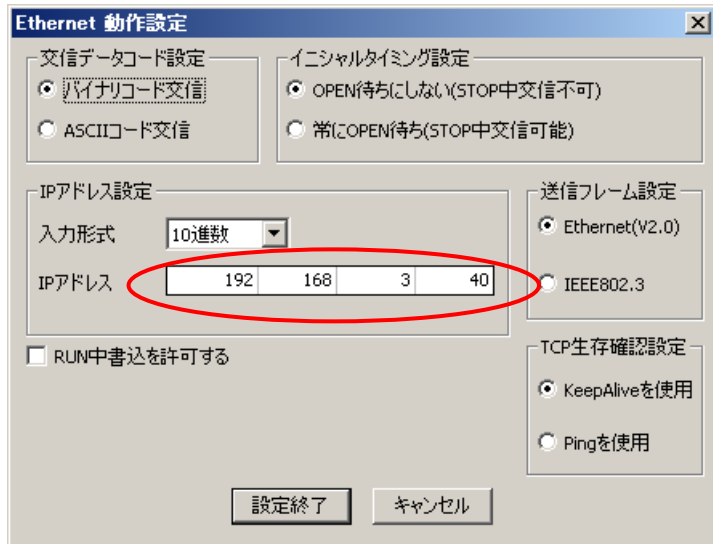 Ethernet 動作設定
交信データコード設定
バイナリコード交信
ASCIIコード交信
イニシャルタイミング設定
OPEN待ちにしない(STOP中交信不可)
常にOPEN待ち(STOP中交信可能)
IPアドレス設定
入力形式 10進数
IPアドレス 192 168 3 40
送信フレーム設定
Ethernet(V2.0)
IEEE802.3
RUN中書込を許可する
TCP生存確認設定
KeepAliveを使用
Pingを使用
設定終了 キャンセル